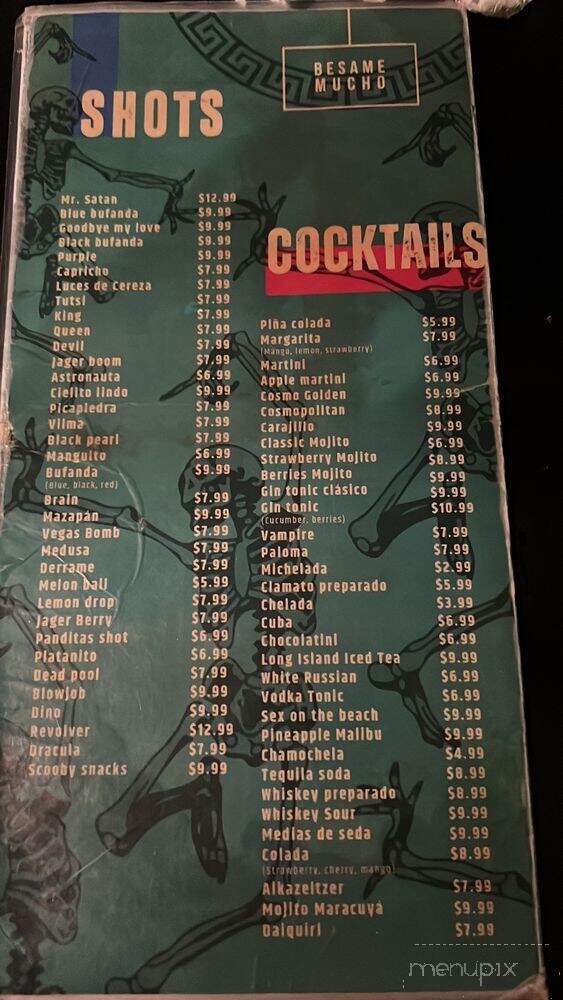 BESAME
MUCHO
SHOTS
Mr. Satan $12.99
Blue bufanda $9.99
Goodbye my love $9.99
Black bufanda $9.99
Purple $9.99
Capricho $7.99
Luces de Cereza $7.99
Tutsi $7.99
King $7.99
Queen $7.99
Devil $7.99
Jager boom $7.99
Astronauta $6.99
Cielito lindo $9.99
Picapiedra $7.99
Vilma $7.99
Black pearl $7.99
Manguito $6.99
Bufanda $9.99
(Blue, black, red)
Brain $7.99
Mazapán $9.99
Vegas Bomb $7.99
Medusa $7.99
Derrame $7.99
Melon ball $5.99
Lemon drop $7.99
Jager Berry $7.99
Panditas shot $6.99
Platanito $6.99
Dead pool $7.99
Blowjob $9.99
Dino $9.99
Revolver $12.99
Dracula $7.99
Scooby snacks $9.99
COCKTAILS
Piña colada $5.99
Margarita $7.99
(Mango, lemon, strawberry)
Martini $6.99
Apple martini $6.99
Cosmo Golden $9.99
Cosmopolitan $8.99
Carajillo $9.99
Classic Mojito $6.99
Strawberry Mojito $8.99
Berries Mojito $9.99
Gin tonic clásico $9.99
Gin tonic $10.99
(Cucumber, berries)
Vampire $7.99
Paloma $7.99
Michelada $2.99
Clamato preparado $5.99
Chelada $3.99
Cuba $6.99
Chocolatini $6.99
Long Island Iced Tea $9.99
White Russian $6.99
Vodka Tonic $6.99
Sex on the beach $9.99
Pineapple Malibu $9.99
Chamochela $4.99
Tequila soda $8.99
Whiskey preparado $8.99
Whiskey Sour $9.99
Medias de seda $9.99
Colada $8.99
(Strawberry, cherry, mango)
Alkazeltzer $7.99
Mojito Maracuyà $9.99
Daiquiri $7.99
menupix